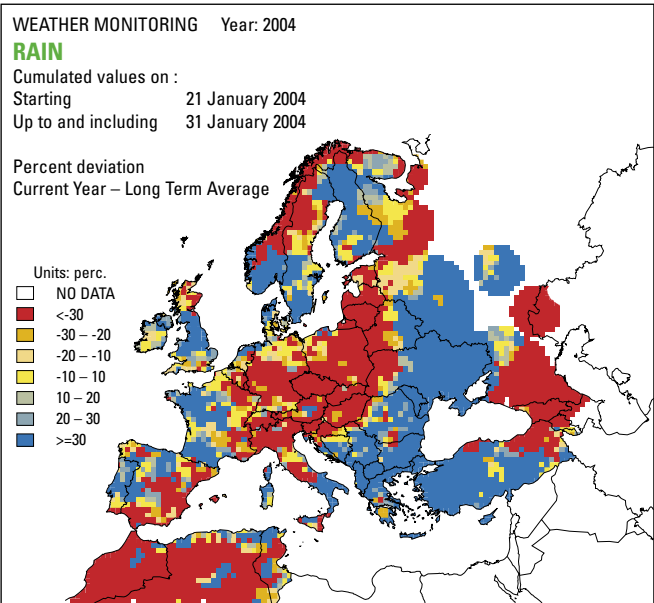 WEATHER MONITORING Year: 2004
RAIN
Cumulated values on :
Starting 21 January 2004
Up to and including 31 January 2004
Percent deviation
Current Year – Long Term Average
Units: perc.
NO DATA
<-30
-30 – -20
-20 – -10
-10 – 10
10 – 20
20 – 30
>=30